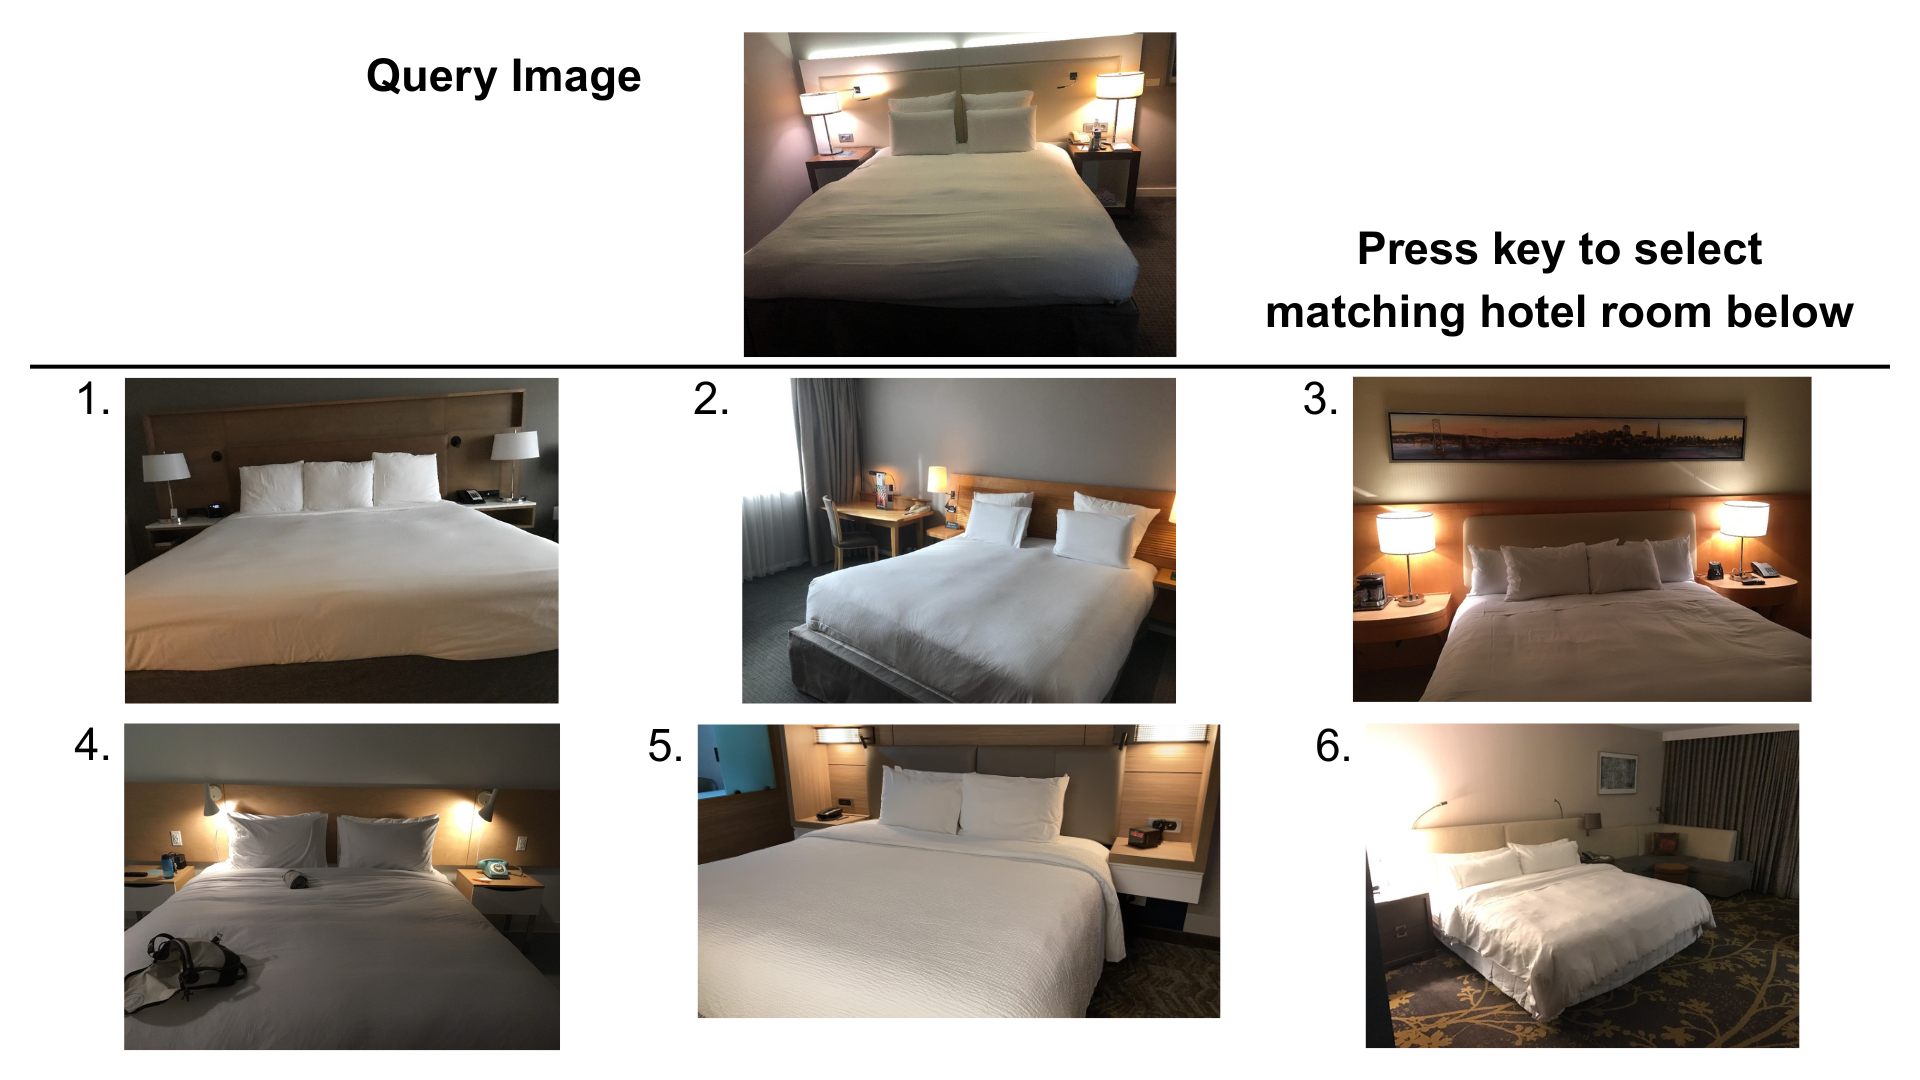 Query Image
Press key to select
matching hotel room below
1.
2.
3.
4.
5.
6.